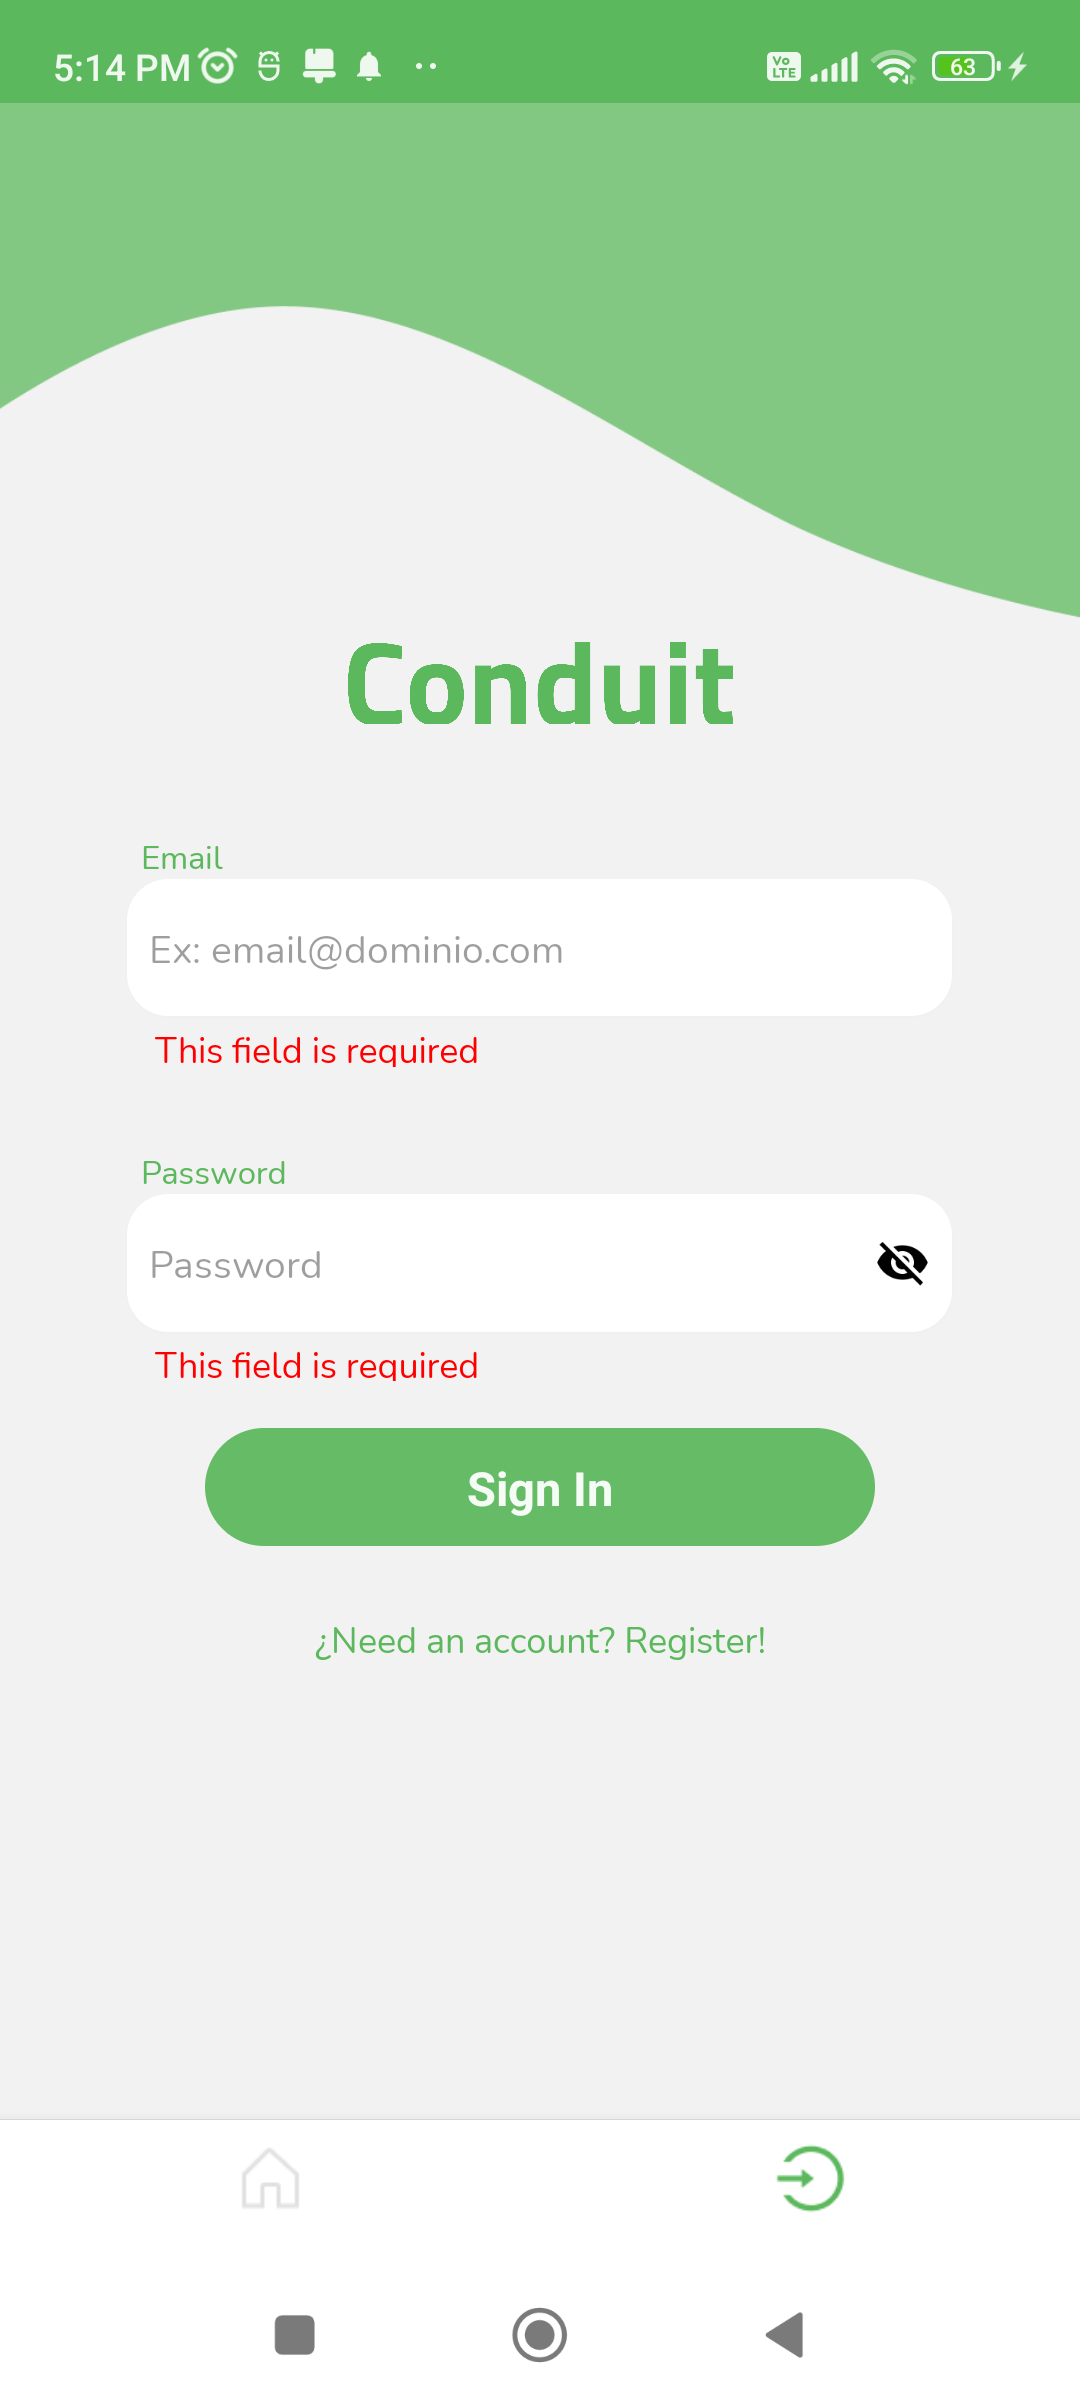 5:14 PM
Vo LTE
63
Conduit
Email
Ex: email@dominio.com
This field is required
Password
Password
This field is required
Sign In
¿Need an account? Register!